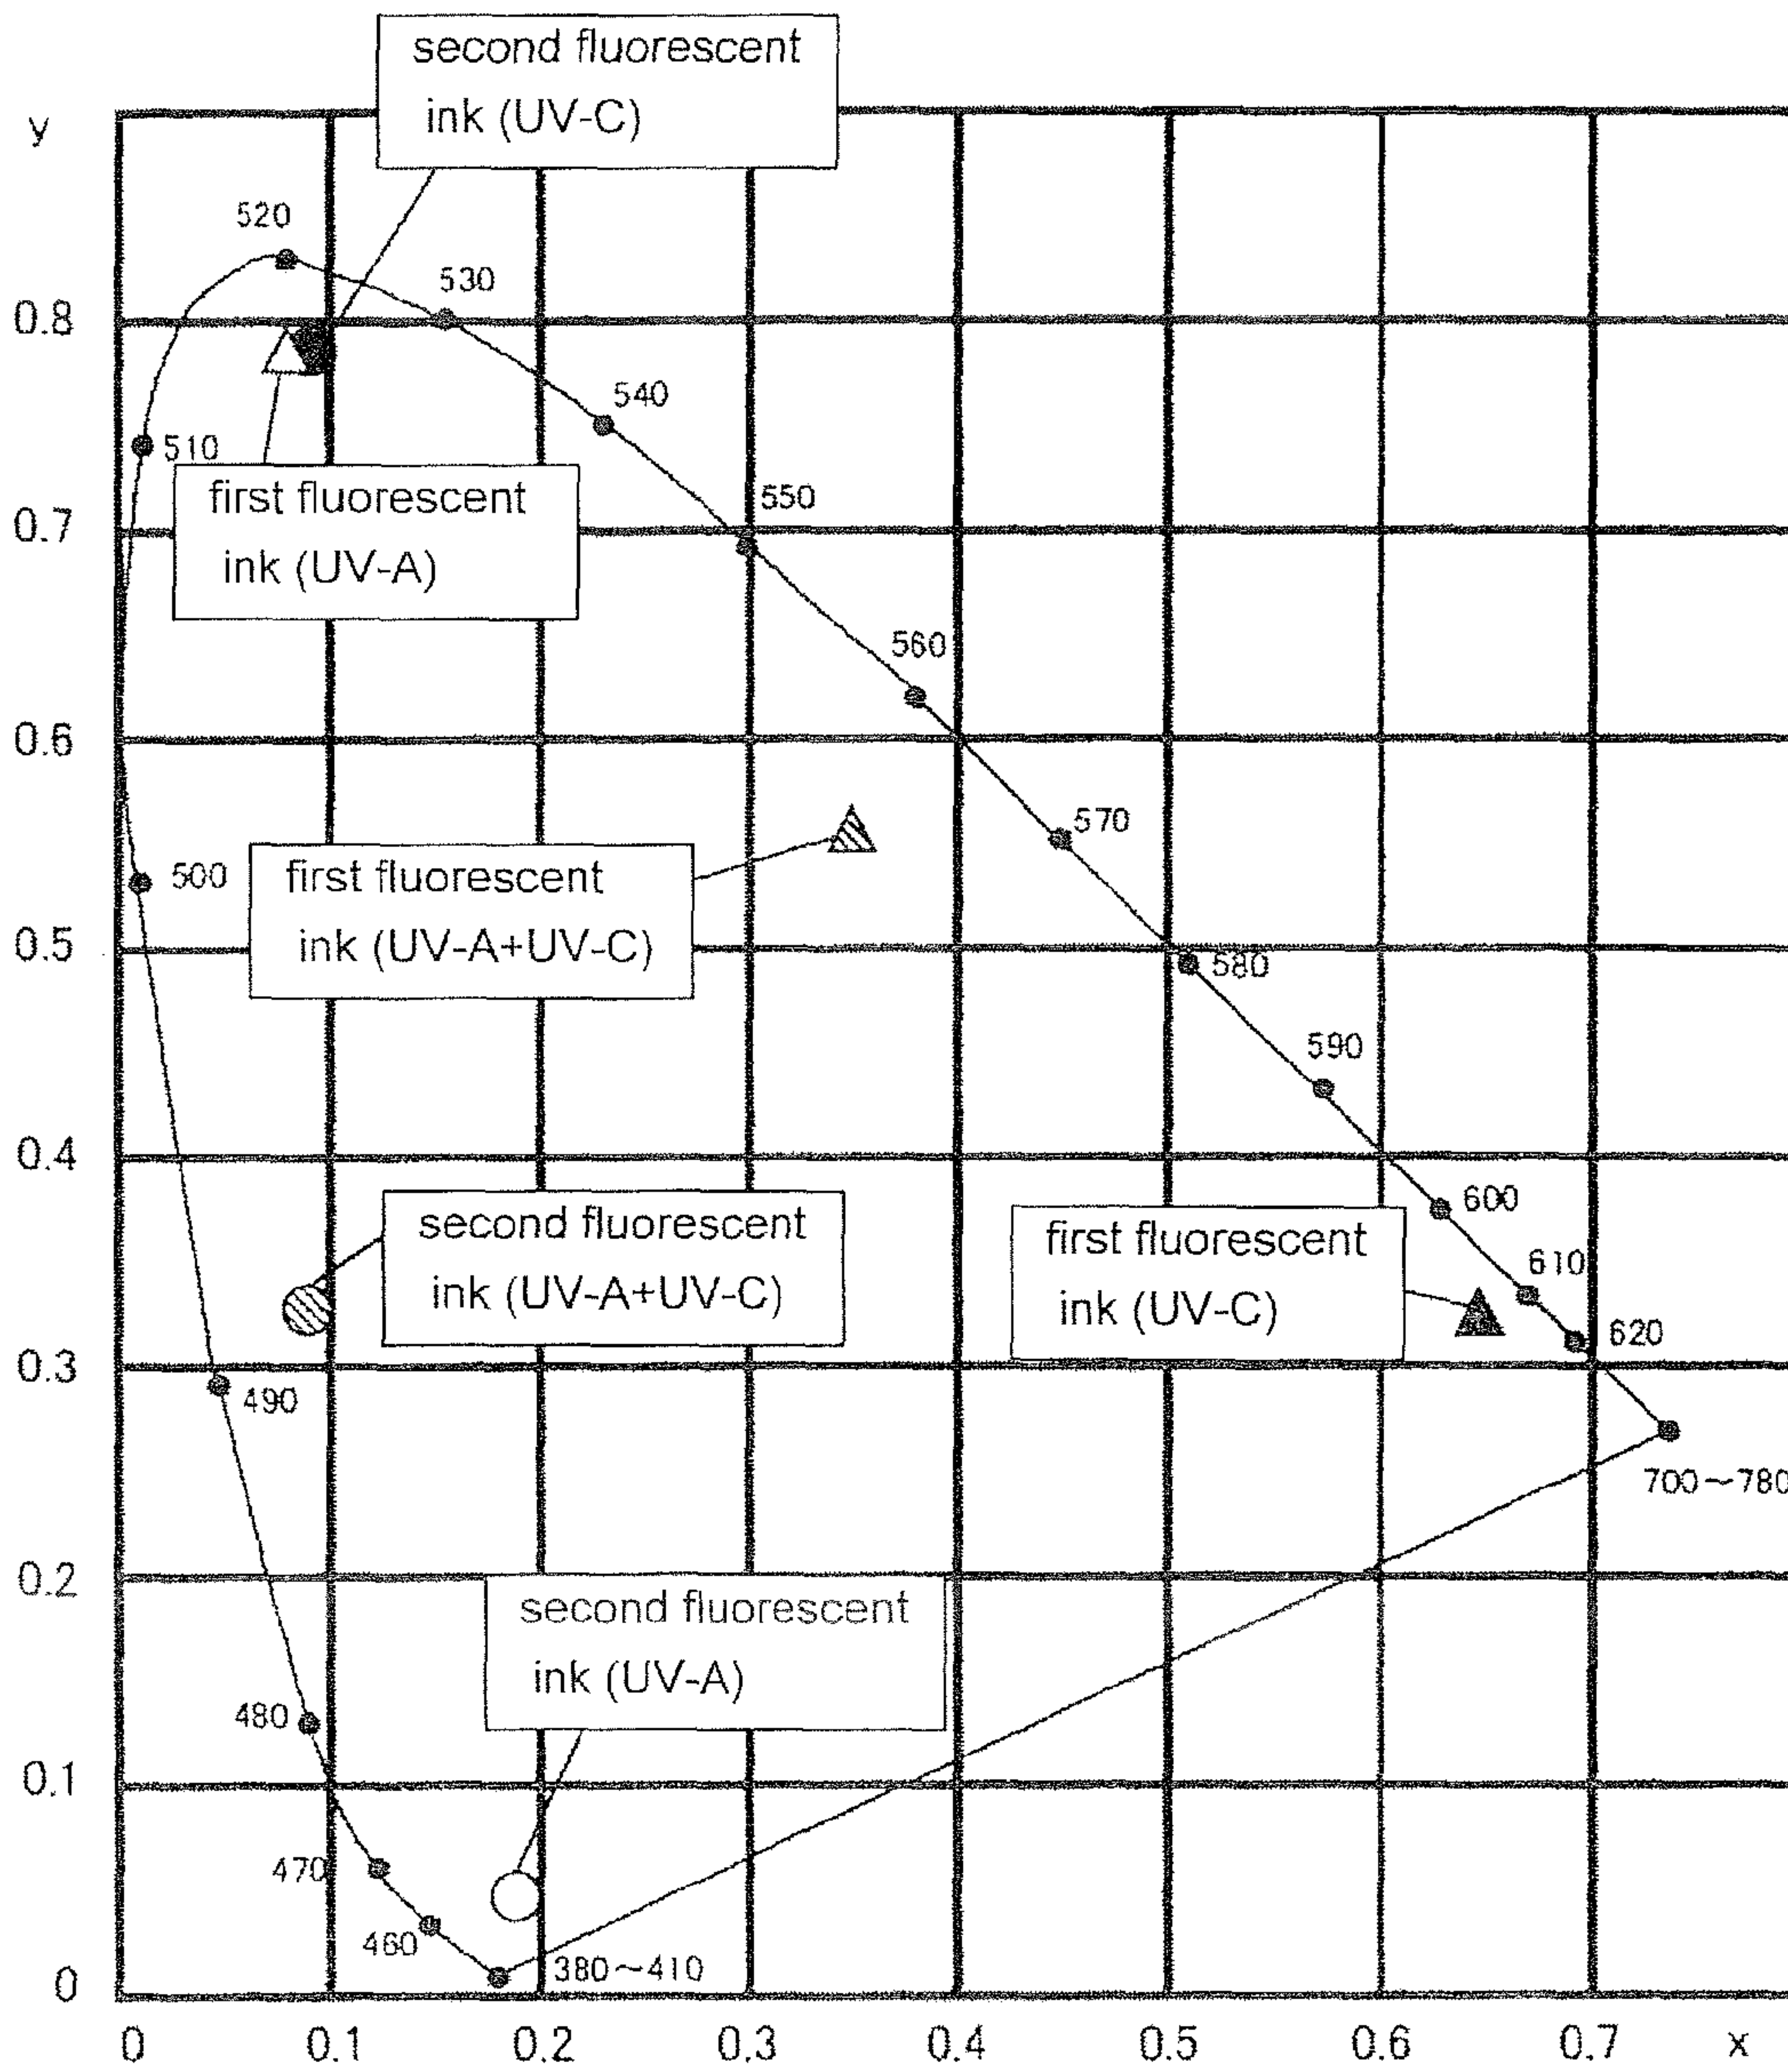 second fluorescent
ink (UV-C)
y
520
530
0.8
540
510
first fluorescent
550
0.7
ink (UV-A)
560
0.6
570
first fluorescent
500
ink (UV-A+UV-C)
0.5
580
590
0.4
second fluorescent
600
first fluorescent
610
ink (UV-A+UV-C)
ink (UV-C)
620
0.3
490
700~780
0.2
second fluorescent
ink (UV-A)
480
0.1
470
460
380~410
0
0 0.1 0.2 0.3 0.4 0.5 0.6 0.7 x